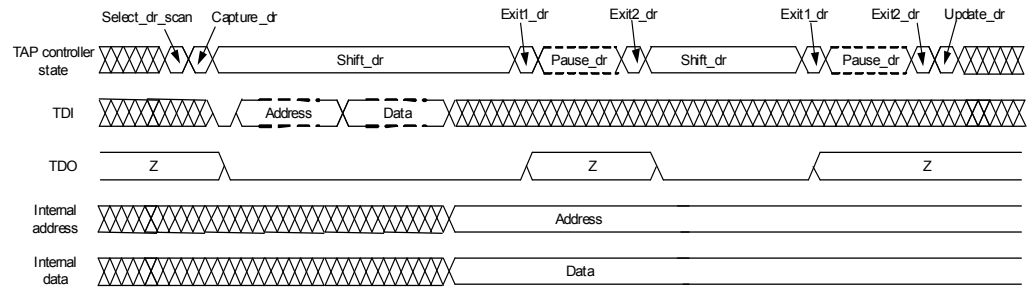 Select_dr_scan Capture_dr Exit1_dr Exit2_dr Exit1_dr Exit2_dr Update_dr
TAP controller
state
Shift_dr Pause_dr Shift_dr Pause_dr
TDI
Address Data
TDO
Z Z Z
Internal
address
Address
Internal
data
Data